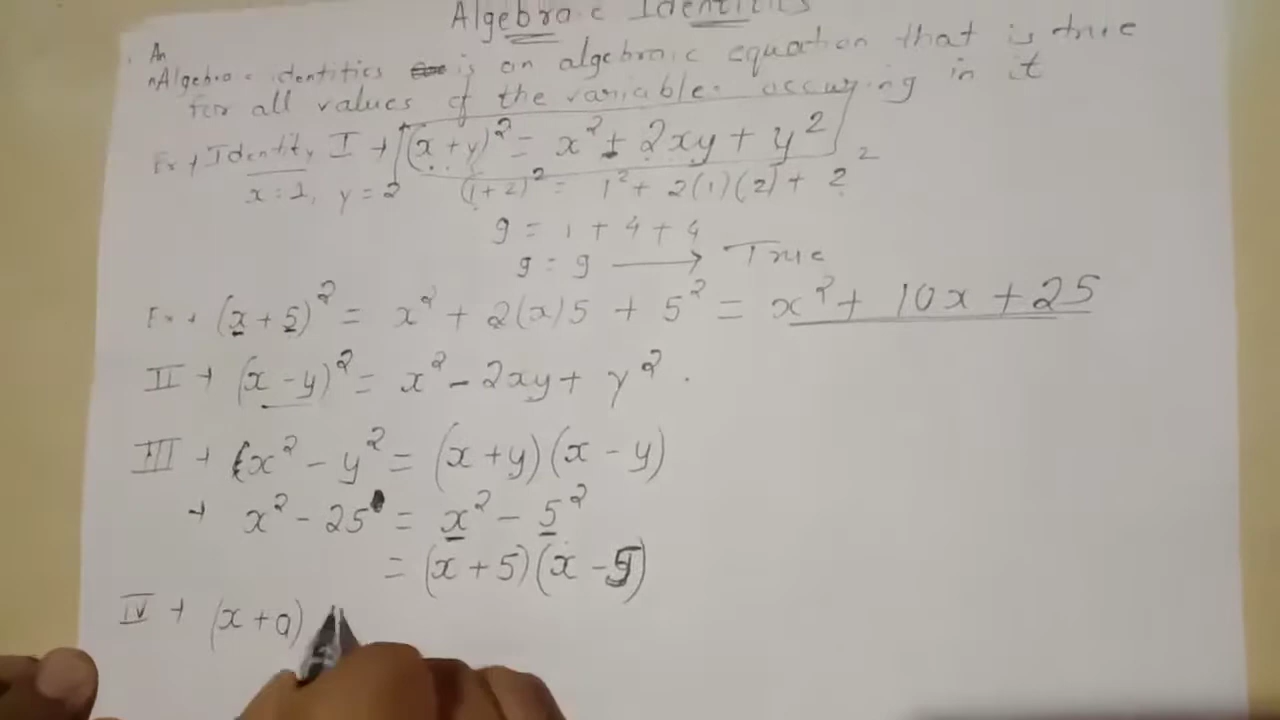 Algebraic Identities
An
Algebraic identities is an algebraic equation that is true
for all values of the variables occuring in it
Ex → Identity I → (x + y)² = x² + 2xy + y²
x = 1, y = 2 (1 + 2)² = 1² + 2(1)(2) + 2²
9 = 1 + 4 + 4
9 = 9 → True
Ex → (x + 5)² = x² + 2(x)5 + 5² = x² + 10x + 25
II → (x - y)² = x² - 2xy + y².
III → x² - y² = (x + y)(x - y)
→ x² - 25 = x² - 5²
= (x + 5)(x - 5)
IV → (x + a)